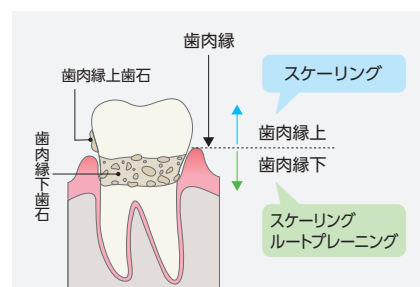 歯肉縁
歯肉縁上歯石
スケーリング
歯肉縁上
歯肉縁下
歯肉縁下歯石
スケーリング
ルートプレーニング